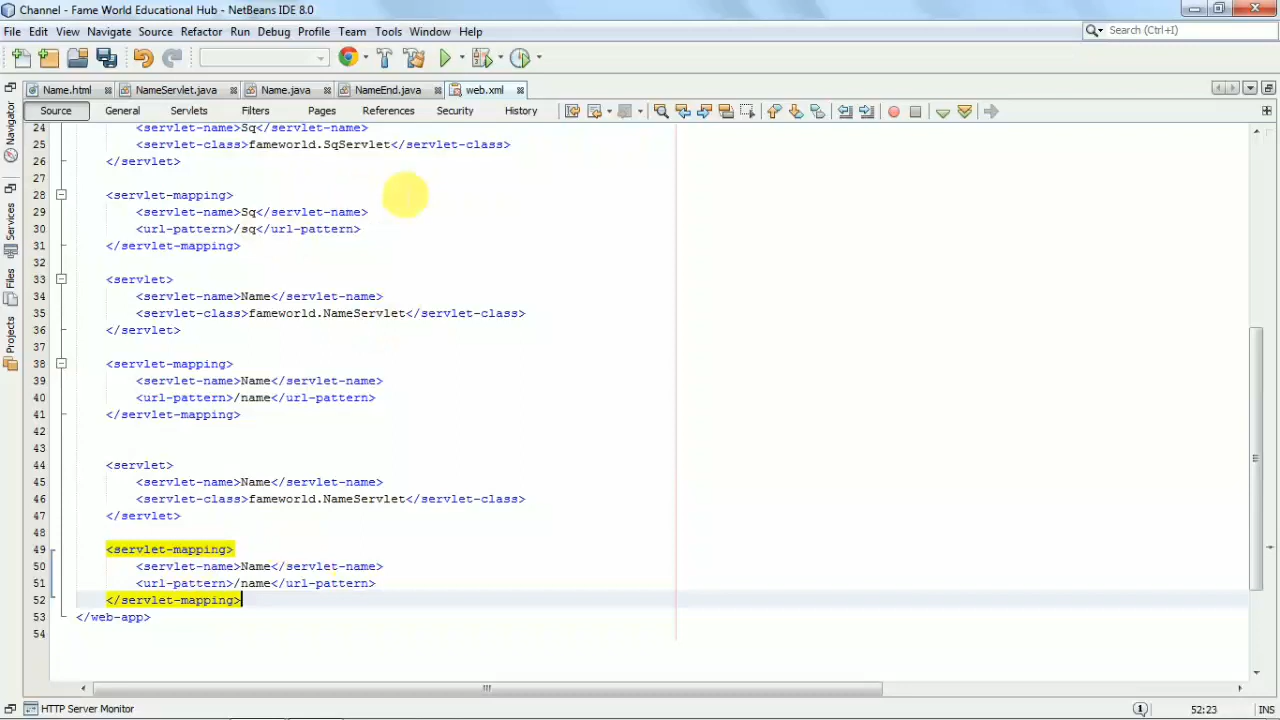 Channel - Fame World Educational Hub - NetBeans IDE 8.0
File Edit View Navigate Source Refactor Run Debug Profile Team Tools Window Help
Search (Ctrl+I)
Name.html NameServlet.java Name.java NameEnd.java web.xml
Source General Servlets Filters Pages References Security History
Navigator
Services
Files
Projects
24 <servlet-name>Sq</servlet-name>
25 <servlet-class>fameworld.SqServlet</servlet-class>
26 </servlet>
27
28 <servlet-mapping>
29 <servlet-name>Sq</servlet-name>
30 <url-pattern>/sq</url-pattern>
31 </servlet-mapping>
32
33 <servlet>
34 <servlet-name>Name</servlet-name>
35 <servlet-class>fameworld.NameServlet</servlet-class>
36 </servlet>
37
38 <servlet-mapping>
39 <servlet-name>Name</servlet-name>
40 <url-pattern>/name</url-pattern>
41 </servlet-mapping>
42
43
44 <servlet>
45 <servlet-name>Name</servlet-name>
46 <servlet-class>fameworld.NameServlet</servlet-class>
47 </servlet>
48
49 <servlet-mapping>
50 <servlet-name>Name</servlet-name>
51 <url-pattern>/name</url-pattern>
52 </servlet-mapping>
53 </web-app>
54
HTTP Server Monitor 52:23 INS